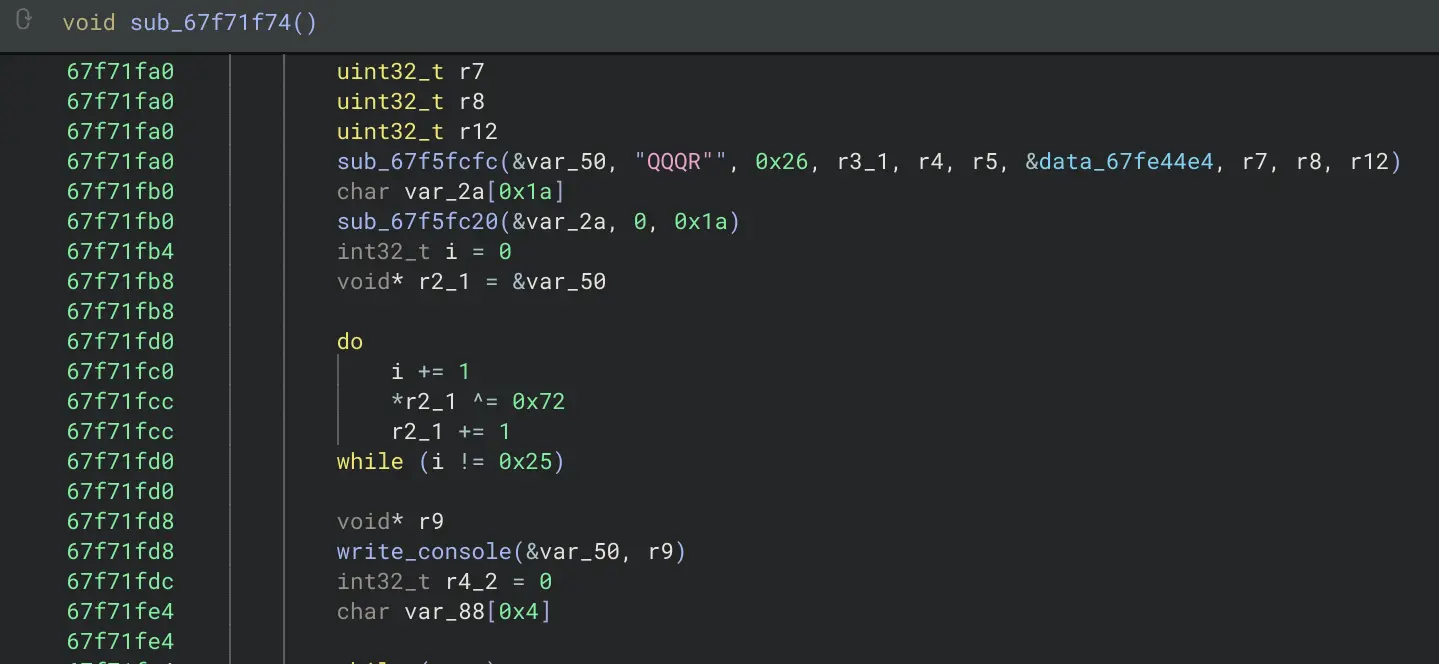 void sub_67f71f74()
67f71fa0 uint32_t r7
67f71fa0 uint32_t r8
67f71fa0 uint32_t r12
67f71fa0 sub_67f5fcfc(&var_50, "QQQR"", 0x26, r3_1, r4, r5, &data_67fe44e4, r7, r8, r12)
67f71fb0 char var_2a[0x1a]
67f71fb0 sub_67f5fc20(&var_2a, 0, 0x1a)
67f71fb4 int32_t i = 0
67f71fb8 void* r2_1 = &var_50
67f71fb8
67f71fd0 do
67f71fc0 i += 1
67f71fcc *r2_1 ^= 0x72
67f71fcc r2_1 += 1
67f71fd0 while (i != 0x25)
67f71fd0
67f71fd8 void* r9
67f71fd8 write_console(&var_50, r9)
67f71fdc int32_t r4_2 = 0
67f71fe4 char var_88[0x4]
67f71fe4